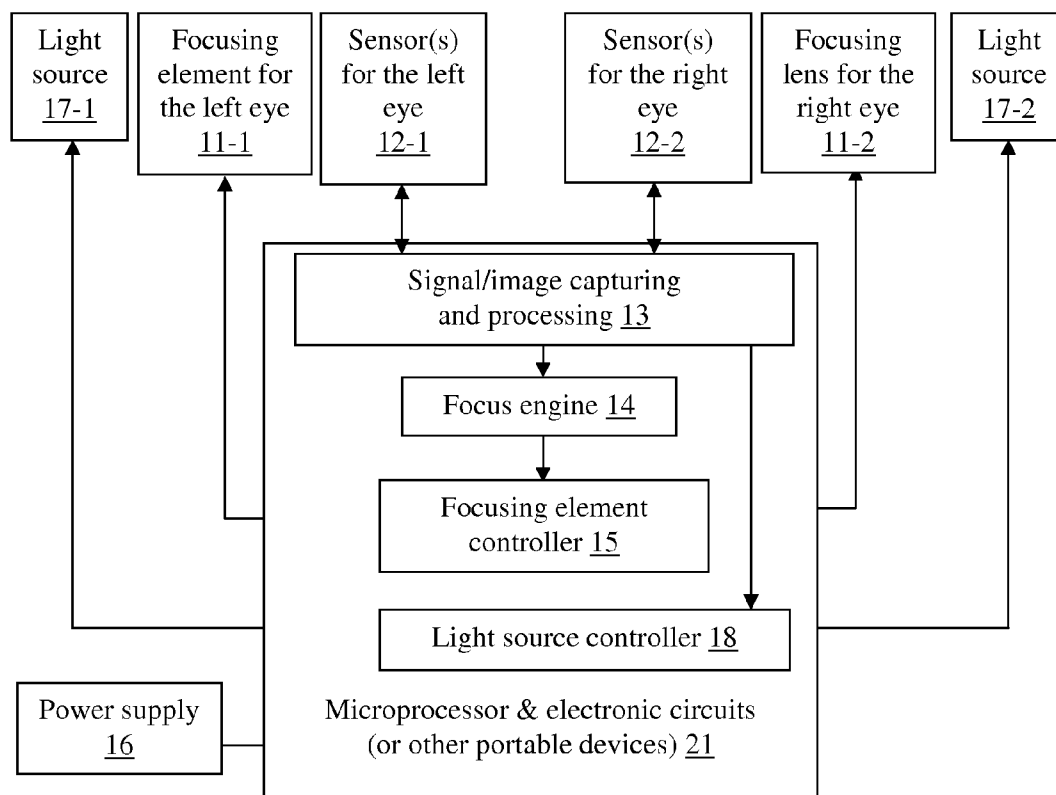 Light
source
17-1
Focusing
element for
the left eye
11-1
Sensor(s)
for the left
eye
12-1
Sensor(s)
for the right
eye
12-2
Focusing
lens for the
right eye
11-2
Light
source
17-2
Signal/image capturing
and processing 13
Focus engine 14
Focusing element
controller 15
Light source controller 18
Power supply
16
Microprocessor & electronic circuits
(or other portable devices) 21